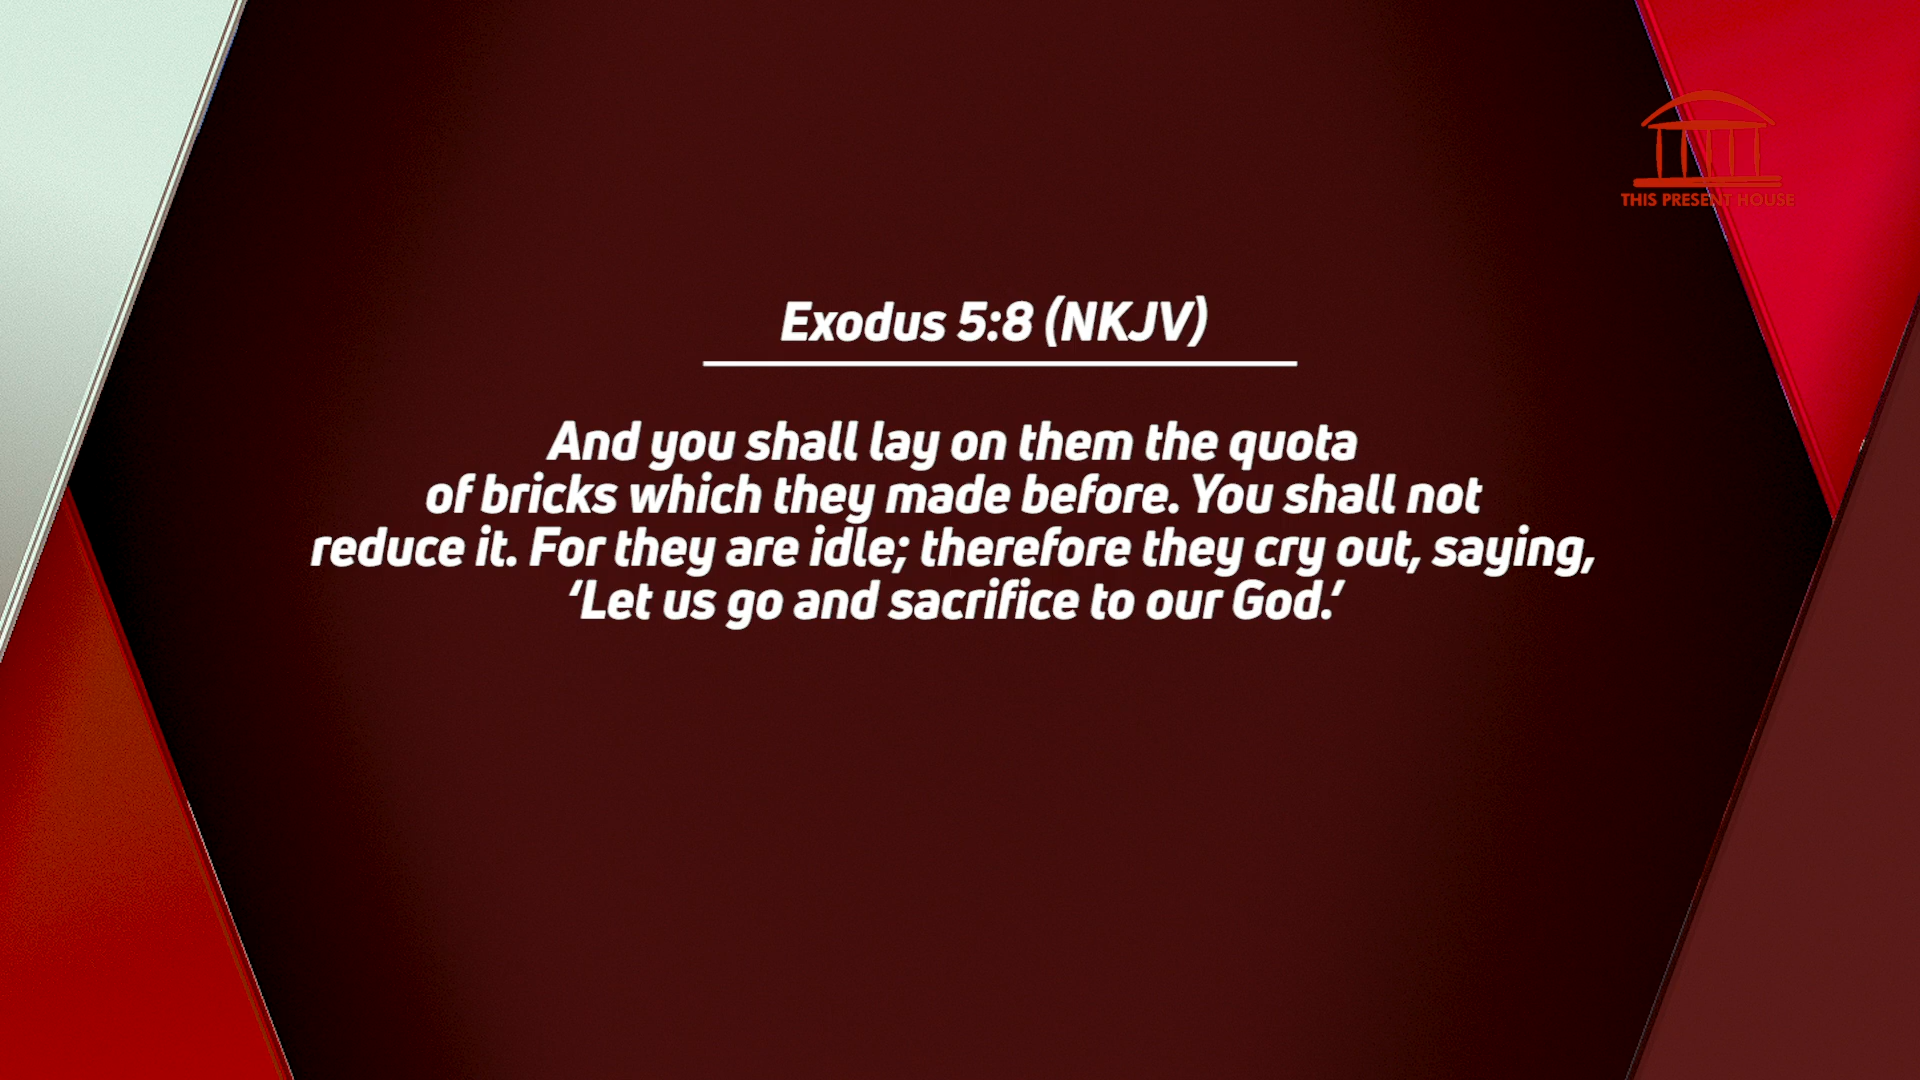 THIS PRESENT HOUSE
Exodus 5:8 (NKJV)
And you shall lay on them the quota
of bricks which they made before. You shall not
reduce it. For they are idle; therefore they cry out, saying,
‘Let us go and sacrifice to our God.’